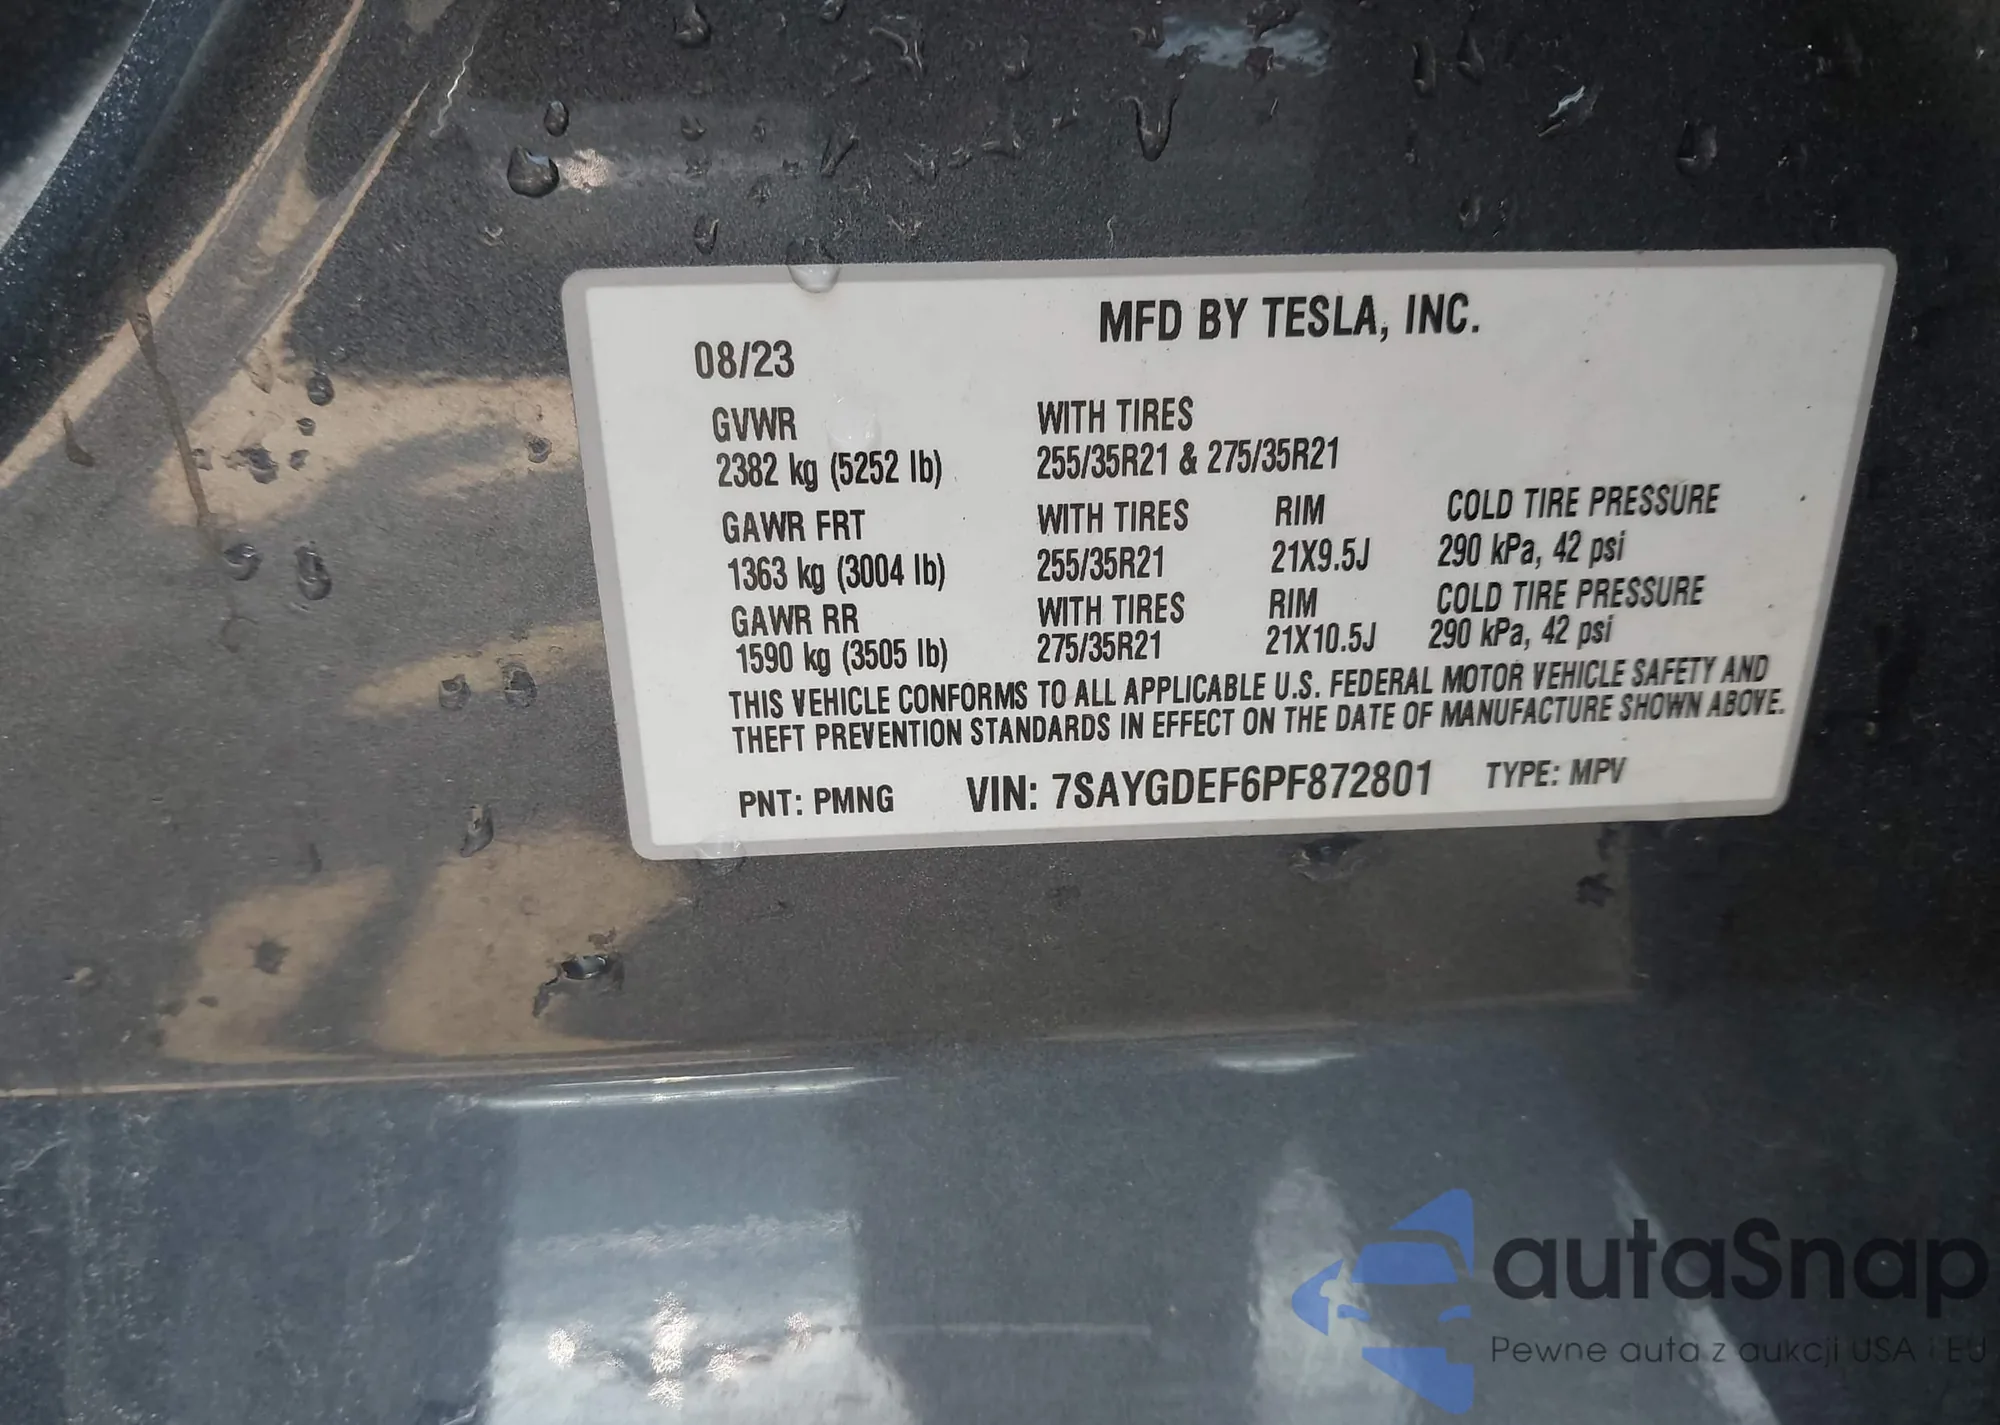 MFD BY TESLA, INC.
08/23
GVWR WITH TIRES
2382 kg (5252 lb) 255/35R21 & 275/35R21
GAWR FRT WITH TIRES RIM COLD TIRE PRESSURE
1363 kg (3004 lb) 255/35R21 21X9.5J 290 kPa, 42 psi
GAWR RR WITH TIRES RIM COLD TIRE PRESSURE
1590 kg (3505 lb) 275/35R21 21X10.5J 290 kPa, 42 psi
THIS VEHICLE CONFORMS TO ALL APPLICABLE U.S. FEDERAL MOTOR VEHICLE SAFETY AND
THEFT PREVENTION STANDARDS IN EFFECT ON THE DATE OF MANUFACTURE SHOWN ABOVE.
PNT: PMNG VIN: 7SAYGDEF6PF872801 TYPE: MPV
autaSnap
Pewne auta z aukcji USA i EU